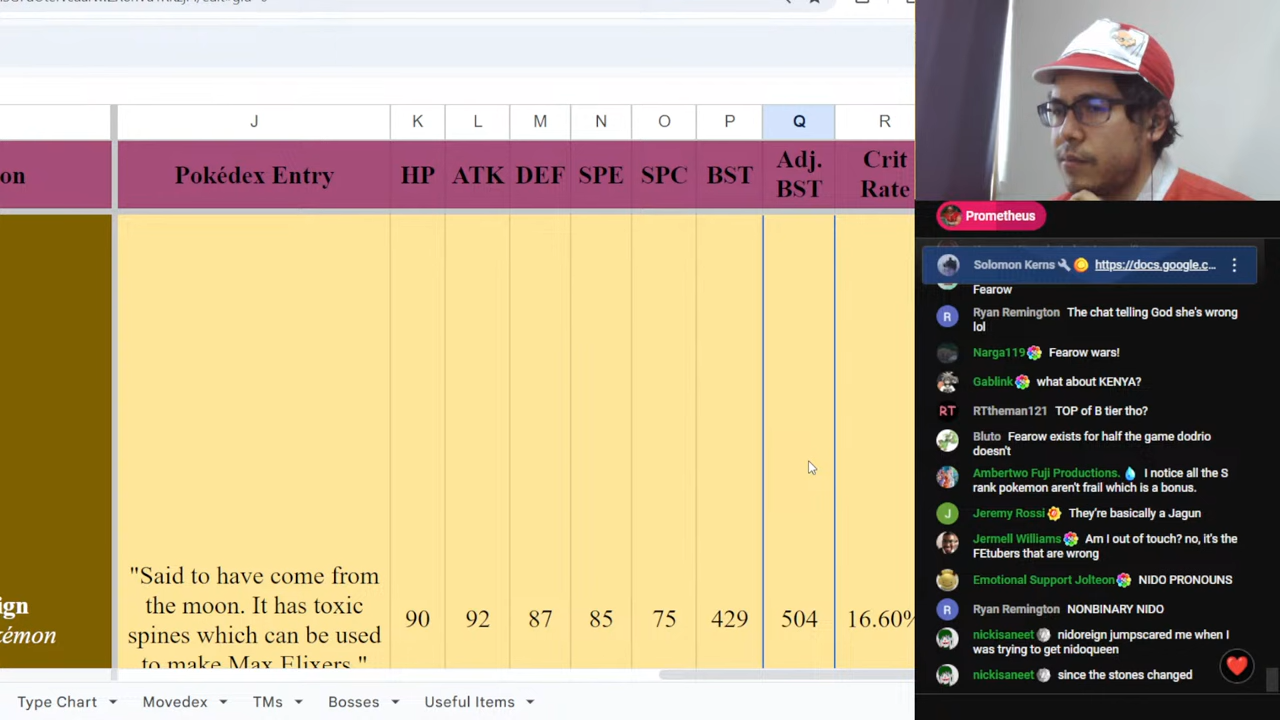 J K L M N O P Q R
on Pokédex Entry HP ATK DEF SPE SPC BST Adj. BST Crit Rate
"Said to have come from
the moon. It has toxic
spines which can be used
to make Max Elixers."
ign
émon
90 92 87 85 75 429 504 16.60%
Type Chart Movedex TMs Bosses Useful Items
Prometheus
Solomon Kerns https://docs.google.c...
Fearow
Ryan Remington The chat telling God she's wrong
lol
Narga119 Fearow wars!
Gablink what about KENYA?
RT RTtheman121 TOP of B tier tho?
Bluto Fearow exists for half the game dodrio
doesn't
Ambertwo Fuji Productions. I notice all the S
rank pokemon aren't frail which is a bonus.
J Jeremy Rossi They're basically a Jagun
Jermell Williams Am I out of touch? no, it's the
FEtubers that are wrong
Emotional Support Jolteon NIDO PRONOUNS
R Ryan Remington NONBINARY NIDO
nickisaneet nidoreign jumpscared me when I
was trying to get nidoqueen
nickisaneet since the stones changed